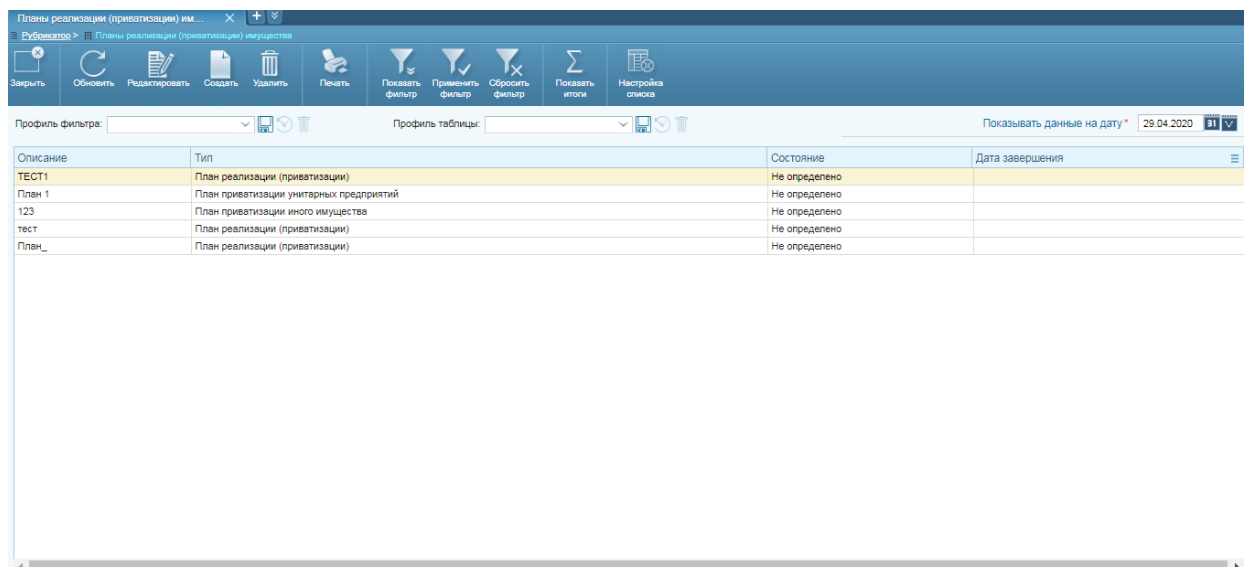 Планы реализации (приватизации) им...
Рубрикатор > Планы реализации (приватизации) имущества
Закрыть Обновить Редактировать Создать Удалить Печать Показать фильтр Применить фильтр Сбросить фильтр Показать итоги Настройка списка
Профиль фильтра: Профиль таблицы: Показывать данные на дату* 29.04.2020 31
Описание Тип Состояние Дата завершения
ТЕСТ1 План реализации (приватизации) Не определено
План 1 План приватизации унитарных предприятий Не определено
123 План приватизации иного имущества Не определено
тест План реализации (приватизации) Не определено
План_ План реализации (приватизации) Не определено